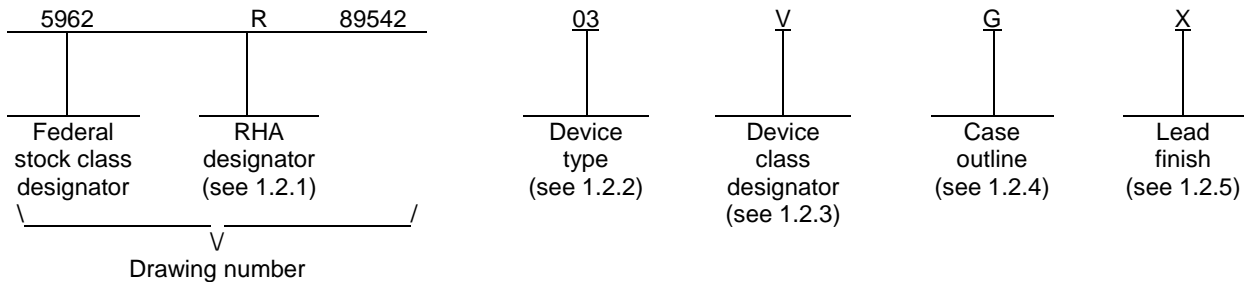 5962 R 89542 03 V G X
Federal stock class designator
RHA designator (see 1.2.1)
Device type (see 1.2.2)
Device class designator (see 1.2.3)
Case outline (see 1.2.4)
Lead finish (see 1.2.5)
\ /
\/
Drawing number